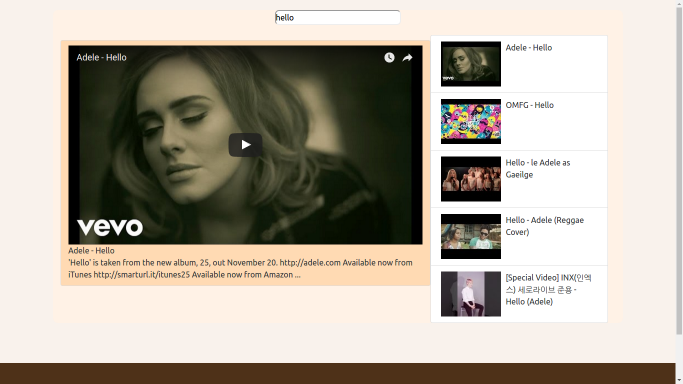 hello
Adele - Hello
vevo
Adele - Hello
'Hello' is taken from the new album, 25, out November 20. http://adele.com Available now from
iTunes http://smarturl.it/itunes25 Available now from Amazon ...
vevo
Adele - Hello
OMFG - Hello
Hello - le Adele as
Gaeilge
Hello - Adele (Reggae
Cover)
[Special Video] INX(인엑
스) 세로라이브 준용 -
Hello (Adele)